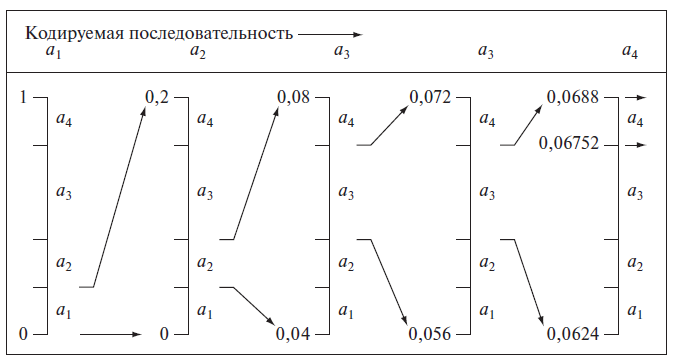 Кодируемая последовательность
a1 a2 a3 a3 a4
1 0,2 0,08 0,072 0,0688
a4 a4 a4 a4 a4
0,06752
a3 a3 a3 a3 a3
a2 a2 a2 a2 a2
a1 a1 a1 a1 a1
0 0 0,04 0,056 0,0624